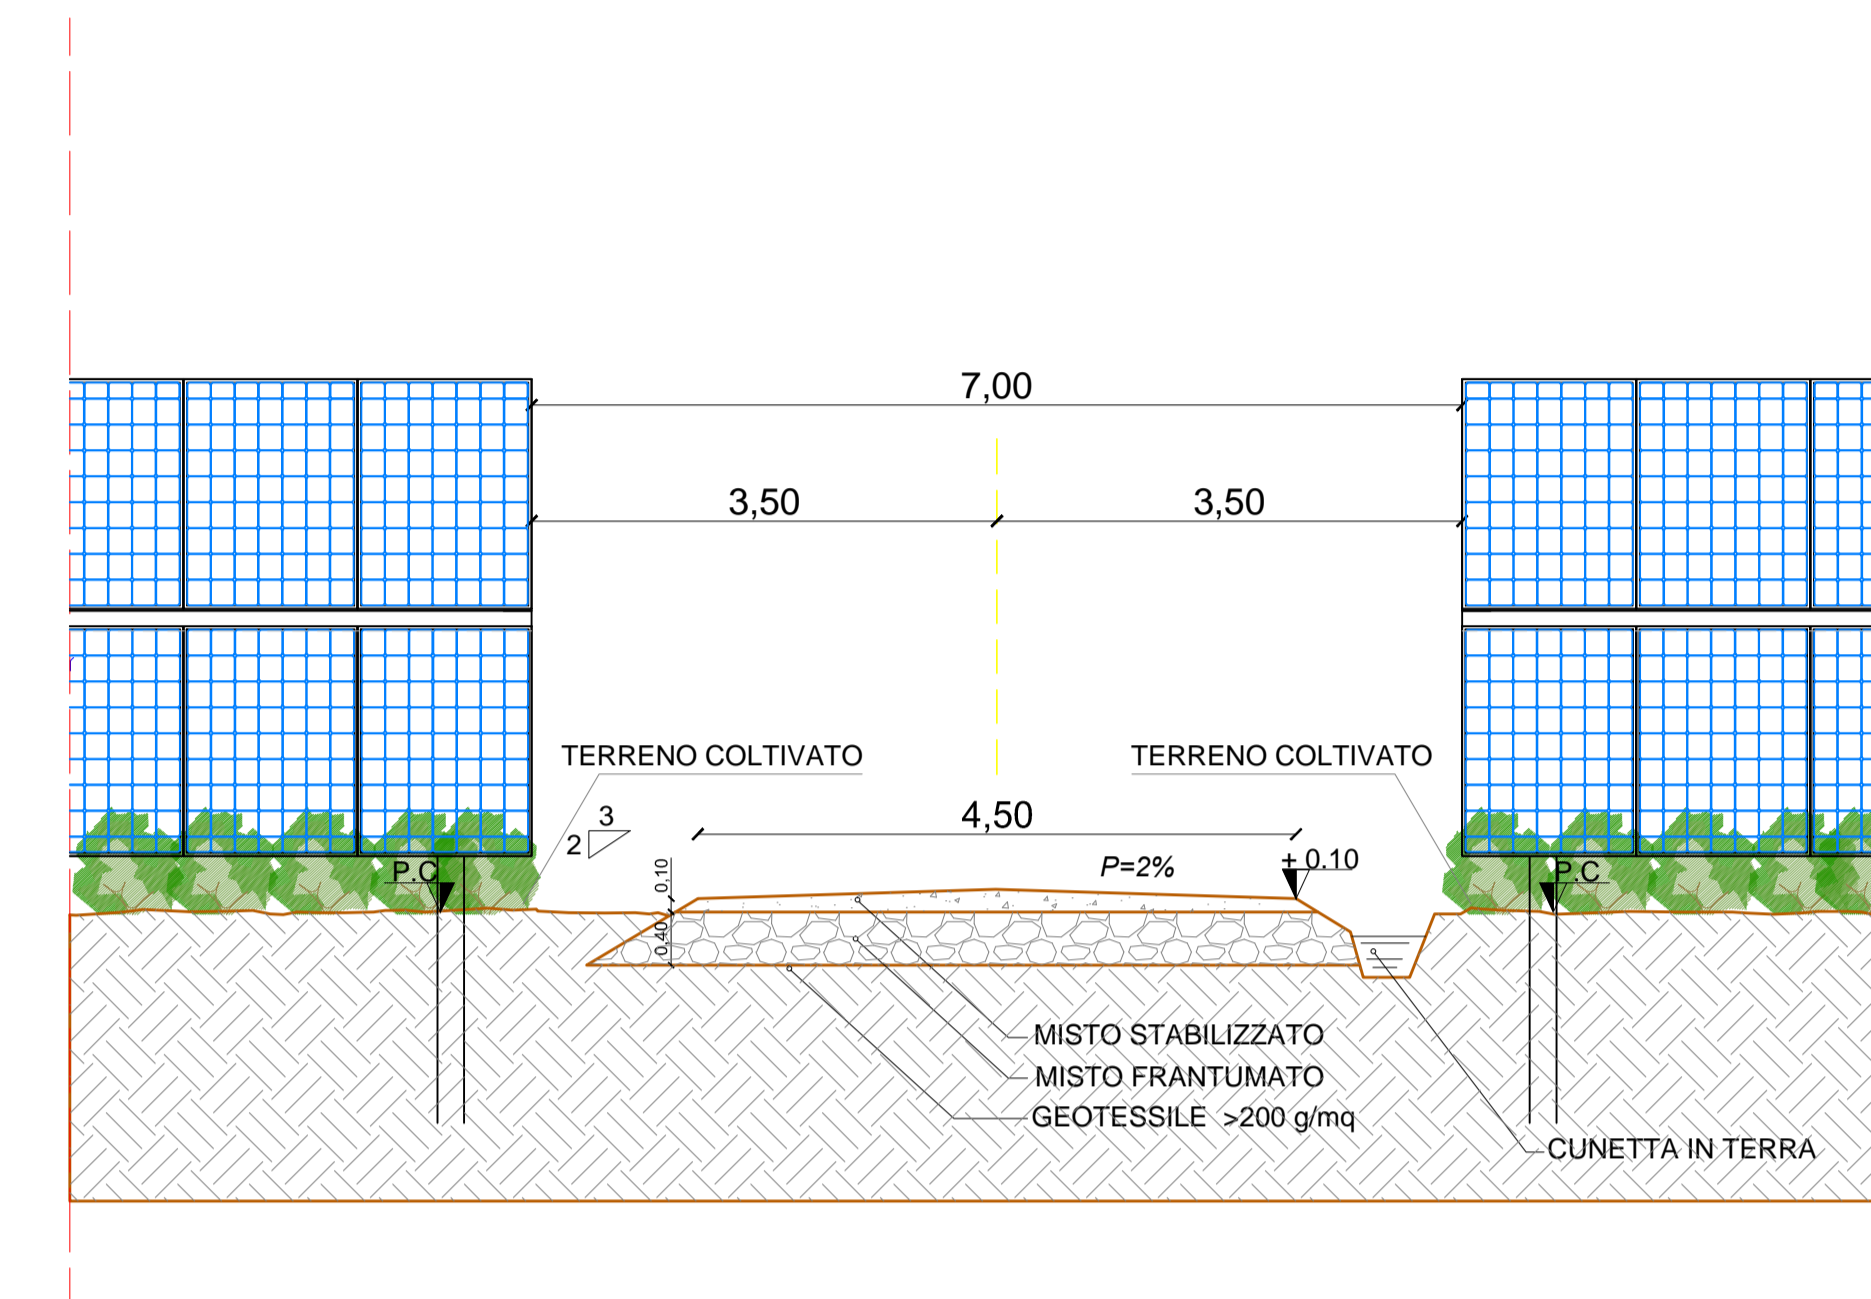 7,00
3,50
3,50
TERRENO COLTIVATO
TERRENO COLTIVATO
4,50
3
2
P=2%
+ 0.10
0,10
P.C
P.C
0,40
MISTO STABILIZZATO
MISTO FRANTUMATO
GEOTESSILE >200 g/mq
CUNETTA IN TERRA